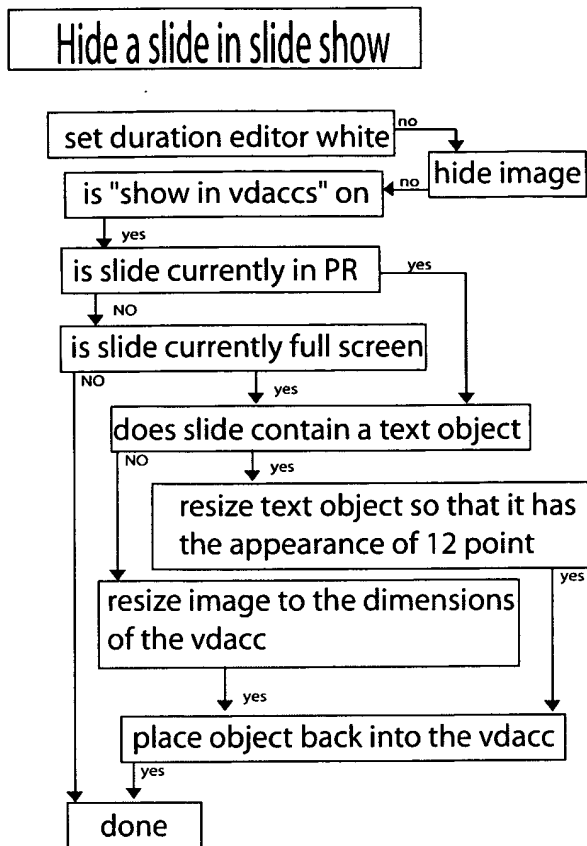 Hide a slide in slide show
set duration editor white
no
hide image
is "show in vdaccs" on
no
yes
is slide currently in PR
yes
NO
is slide currently full screen
NO
yes
does slide contain a text object
NO
yes
resize text object so that it has
the appearance of 12 point
yes
resize image to the dimensions
of the vdacc
yes
place object back into the vdacc
yes
done